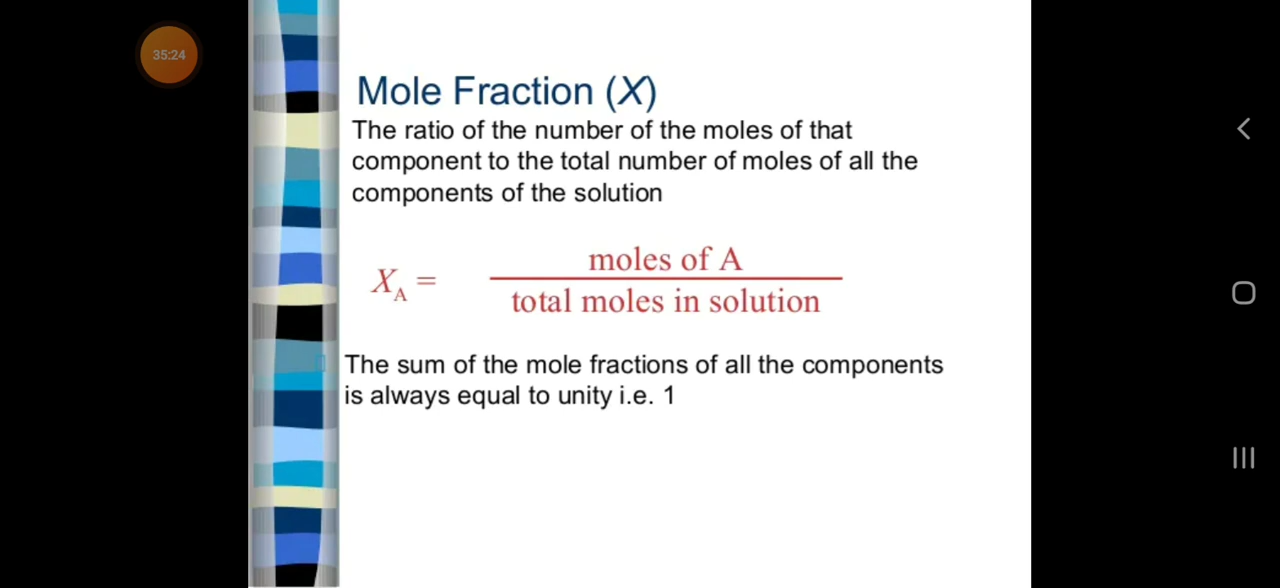 35:24
Mole Fraction (X)
The ratio of the number of the moles of that
component to the total number of moles of all the
components of the solution
moles of A
X_A =
total moles in solution
The sum of the mole fractions of all the components
is always equal to unity i.e. 1